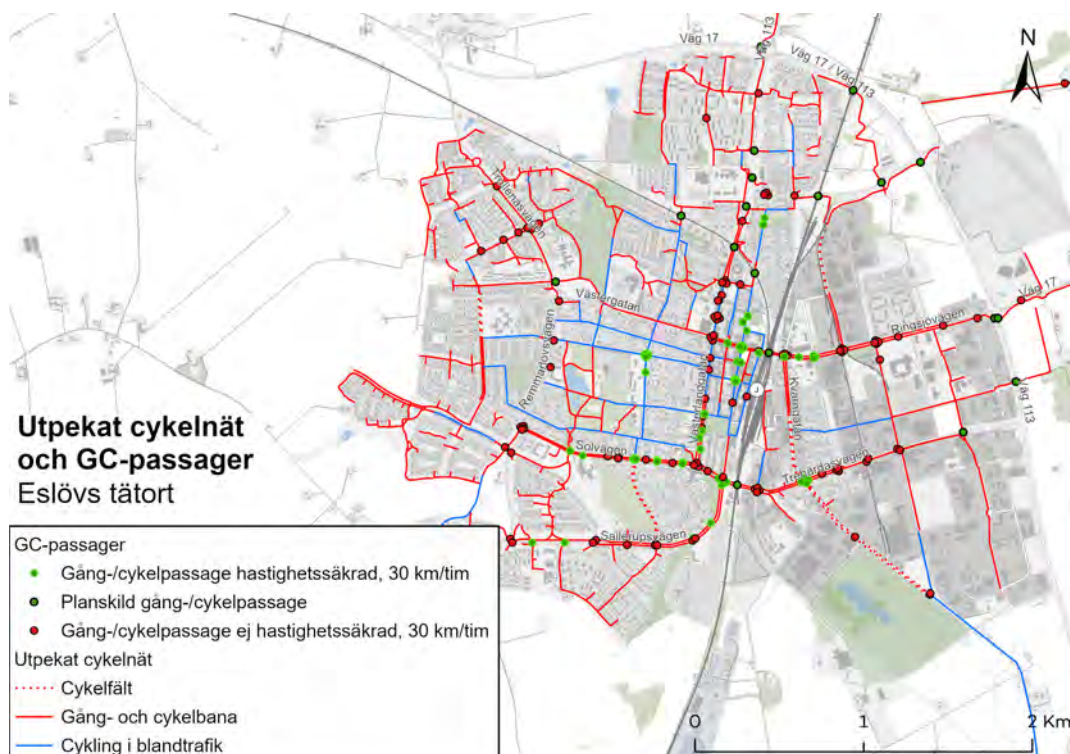 Väg 17
Väg 113
Väg 17 / Väg 113
N
Trollenäsvägen
Västergatan
Remmarlövsvägen
Ringsjövägen
Väg 17
Kvarngatan
Väg 113
Utpekat cykelnät
och GC-passager
Eslövs tätort
Solvägen
Trehäradsvägen
Sallerupsvägen
GC-passager
Gång-/cykelpassage hastighetssäkrad, 30 km/tim
Planskild gång-/cykelpassage
Gång-/cykelpassage ej hastighetssäkrad, 30 km/tim
Utpekat cykelnät
Cykelfält
Gång- och cykelbana
Cykling i blandtrafik
0 1 2 Km